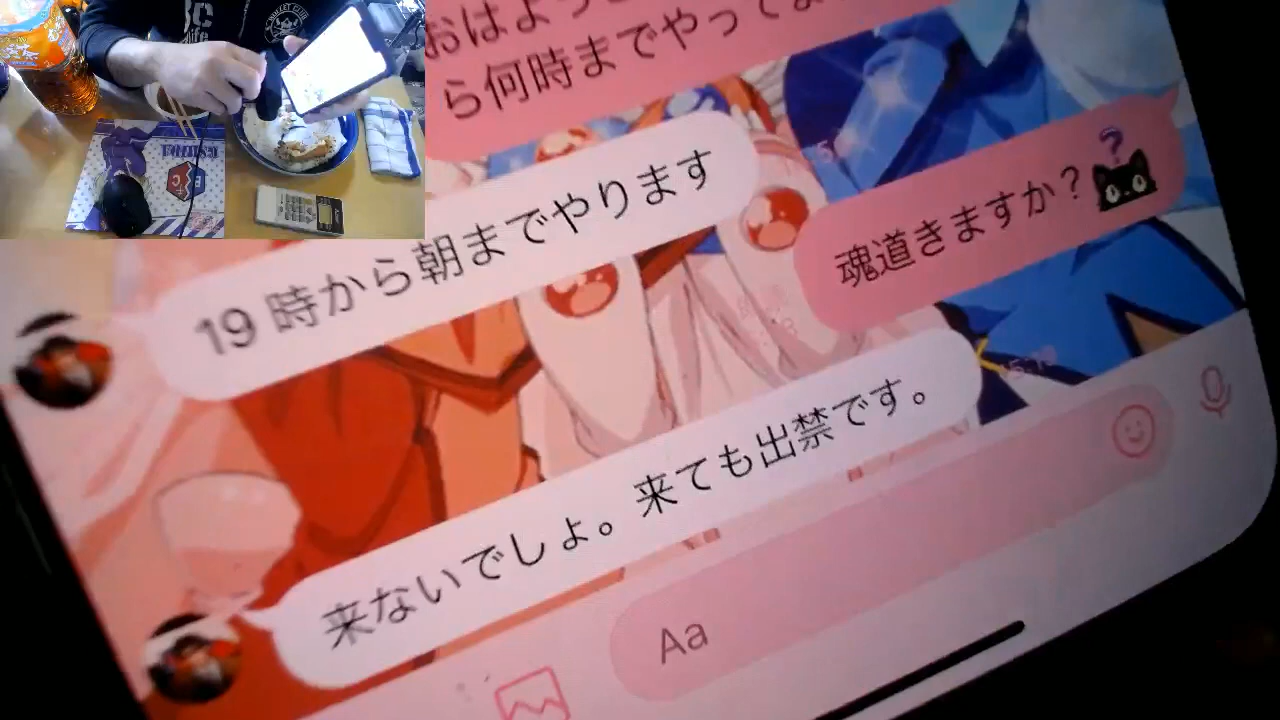 おはよう
ら何時までやってま
19時から朝までやります
魂道きますか？
来ないでしょ。来ても出禁です。
Aa